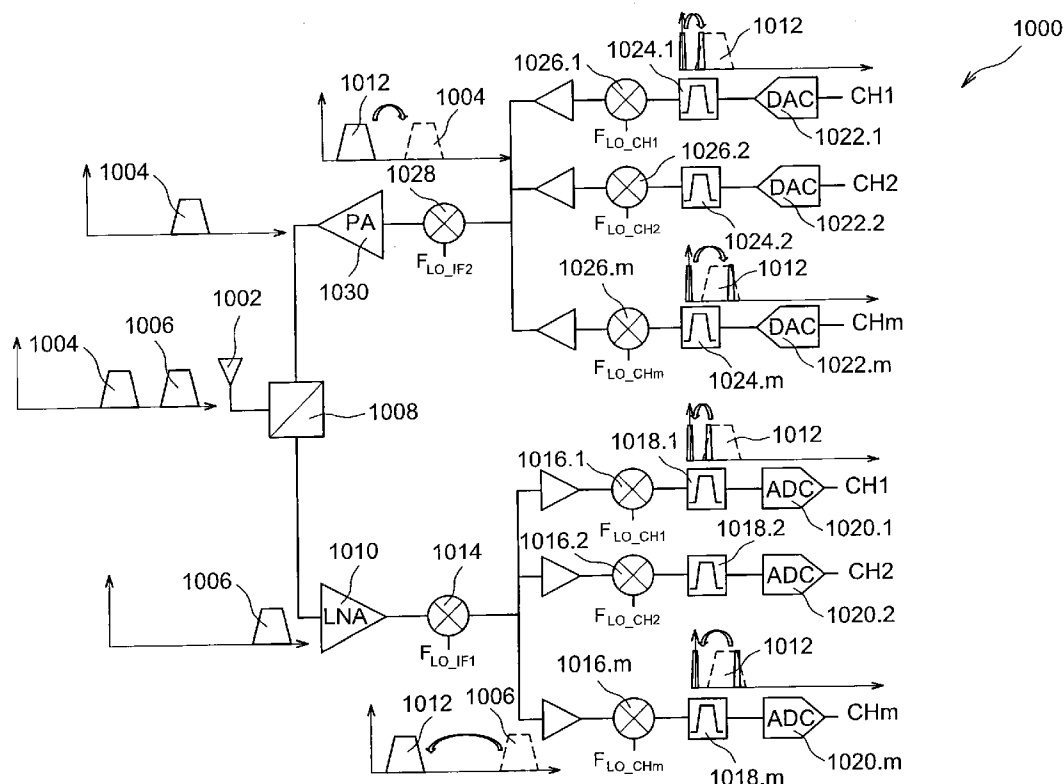 1012
1000
1024.1
1026.1
1012
1004
DAC
CH1
F_LO_CH1
1022.1
1026.2
1004
1028
DAC
CH2
PA
F_LO_CH2
1022.2
1024.2
F_LO_IF2
1030
1026.m
1012
1002
1004
1006
DAC
CHm
F_LO_CHm
1022.m
1024.m
1008
1018.1
1012
1016.1
ADC
CH1
F_LO_CH1
1020.1
1018.2
1010
1014
1016.2
1006
ADC
CH2
LNA
F_LO_CH2
1020.2
F_LO_IF1
1012
1016.m
1012
1006
ADC
CHm
F_LO_CHm
1020.m
1018.m